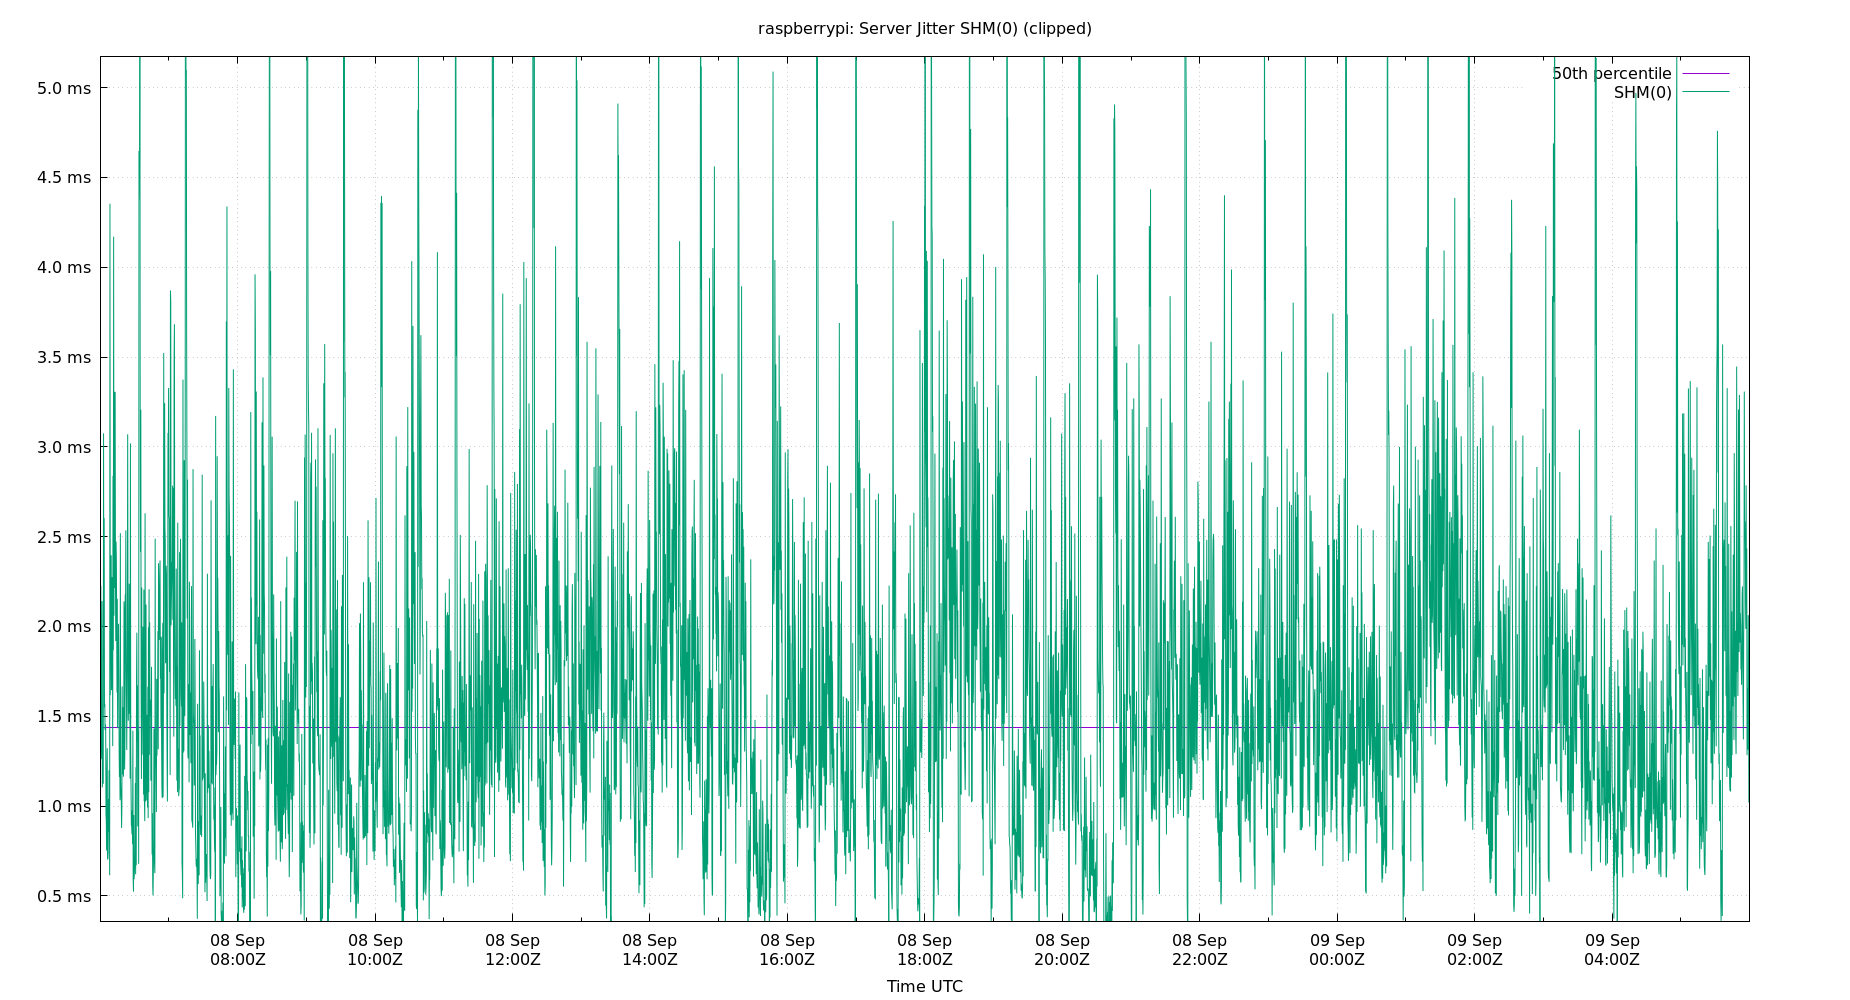 raspberrypi: Server Jitter SHM(0) (clipped)
50th percentile
SHM(0)
5.0 ms
4.5 ms
4.0 ms
3.5 ms
3.0 ms
2.5 ms
2.0 ms
1.5 ms
1.0 ms
0.5 ms
08 Sep 08 Sep 08 Sep 08 Sep 08 Sep 08 Sep 08 Sep 08 Sep 09 Sep 09 Sep 09 Sep
08:00Z 10:00Z 12:00Z 14:00Z 16:00Z 18:00Z 20:00Z 22:00Z 00:00Z 02:00Z 04:00Z
Time UTC